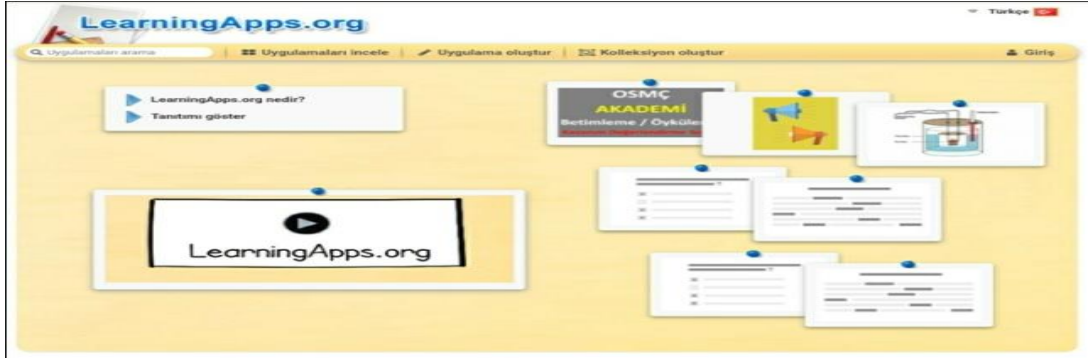 LearningApps.org
Türkçe
Uygulamaları arama
Uygulamaları incele
Uygulama oluştur
Kolleksiyon oluştur
Giriş
LearningApps.org nedir?
Tanıtımı göster
OSMÇ
AKADEMİ
Betimleme / Öyküle
LearningApps.org